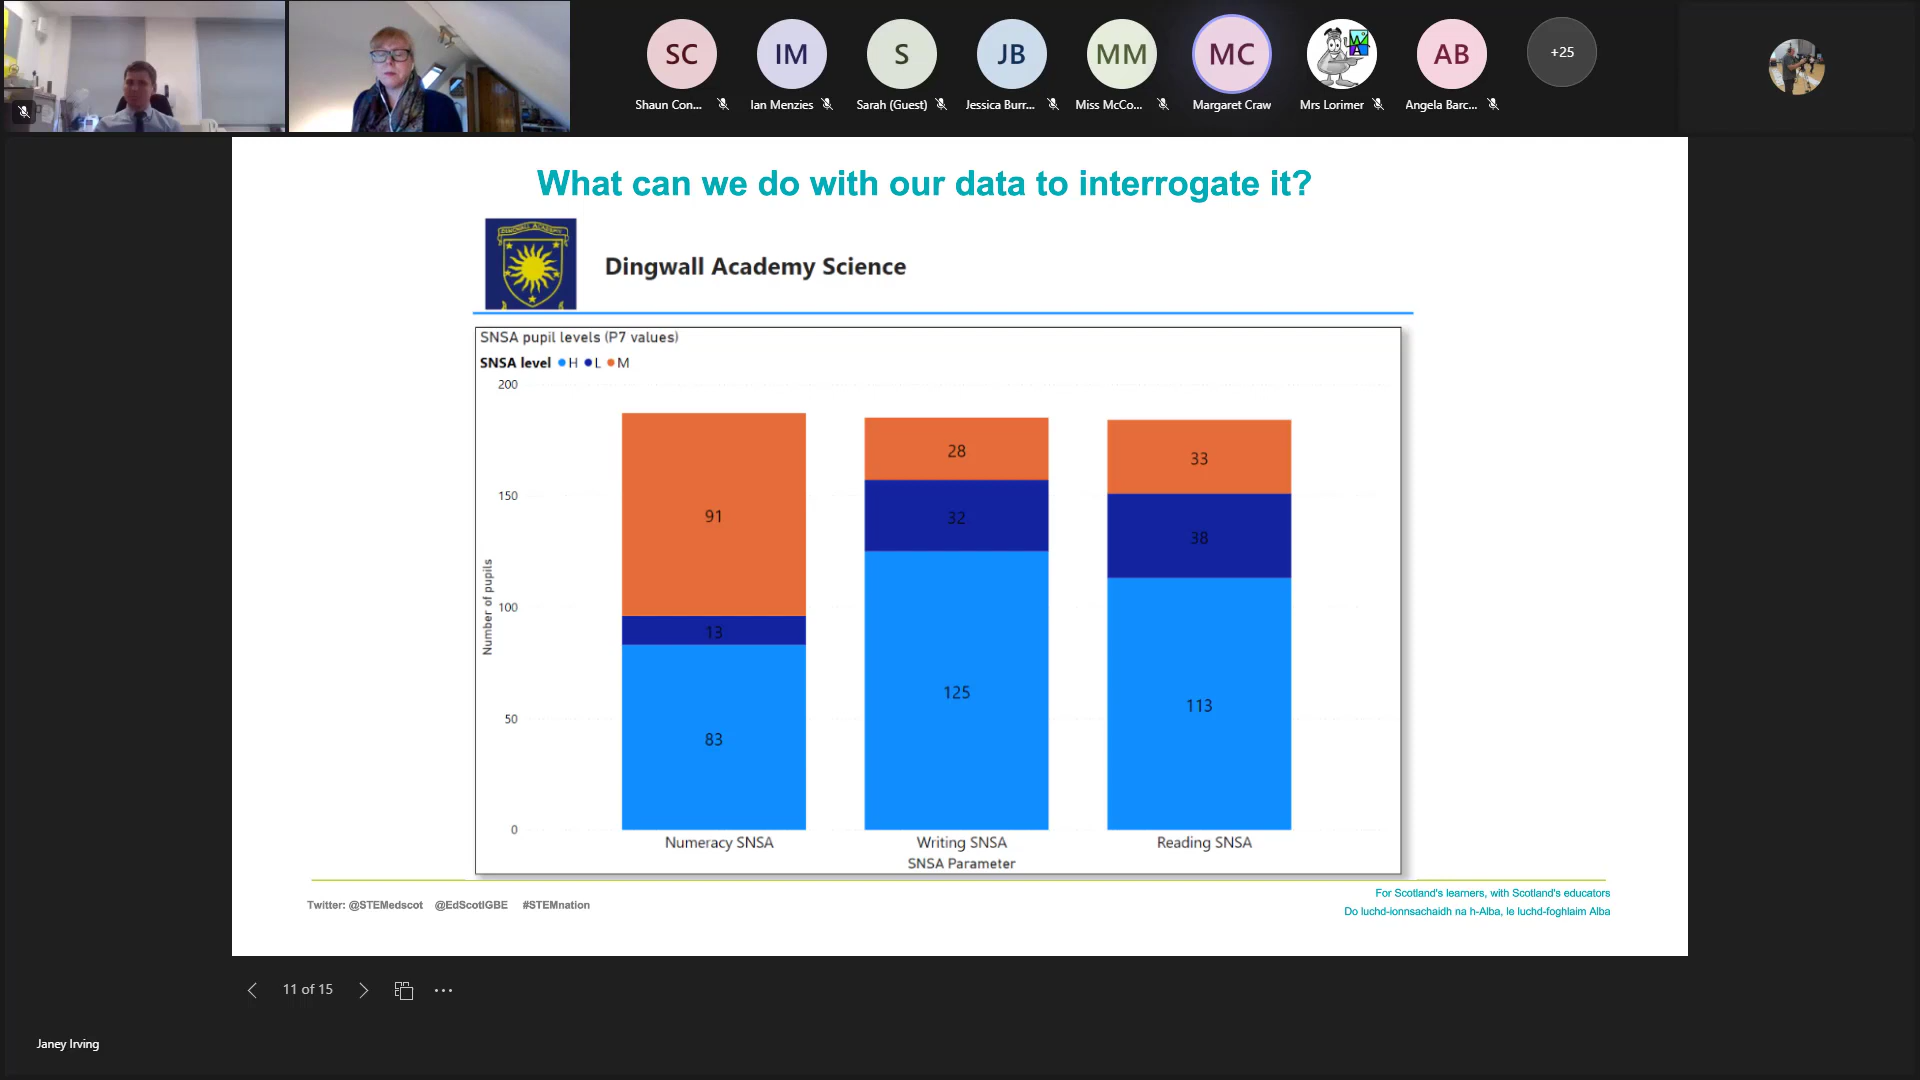 SC
IM
S
JB
MM
MC
AB
+25
Shaun Con...
Ian Menzies
Sarah (Guest)
Jessica Burr...
Miss McCo...
Margaret Craw
Mrs Lorimer
Angela Barc...
What can we do with our data to interrogate it?
DINGWALL ACADEMY
Dingwall Academy Science
SNSA pupil levels (P7 values)
SNSA level H L M
200
150
100
50
0
Number of pupils
91
13
83
28
32
125
33
38
113
Numeracy SNSA
Writing SNSA
Reading SNSA
SNSA Parameter
Twitter: @STEMedscot @EdScotIGBE #STEMnation
For Scotland's learners, with Scotland's educators
Do luchd-ionnsachaidh na h-Alba, le luchd-foghlaim Alba
11 of 15
Janey Irving